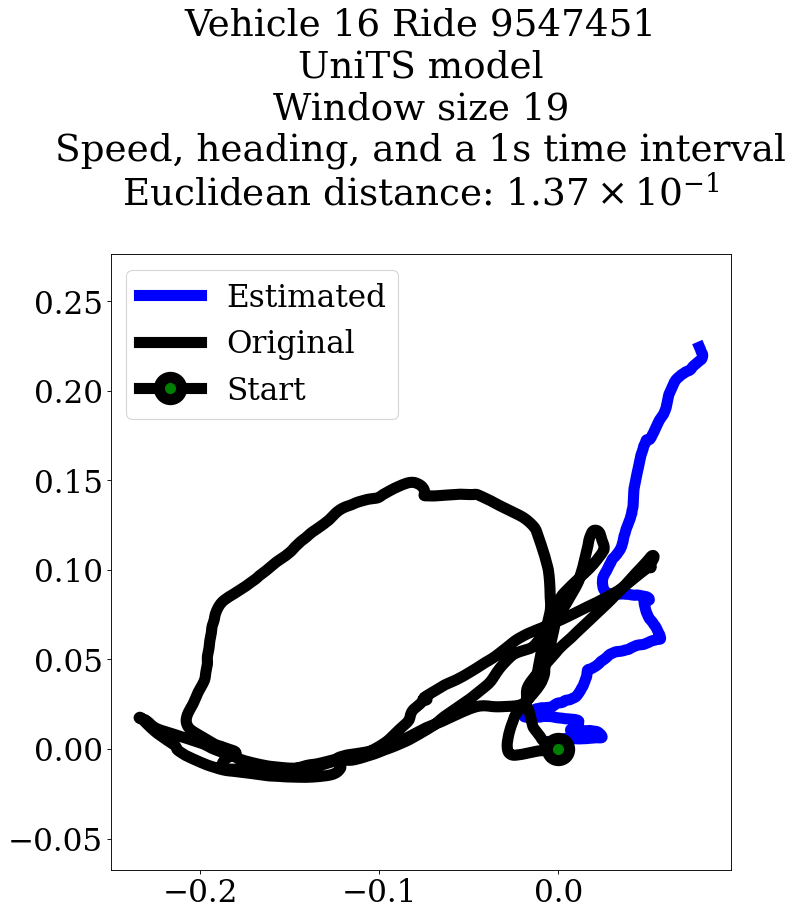 Vehicle 16 Ride 9547451
UniTS model
Window size 19
Speed, heading, and a 1s time interval
Euclidean distance: 1.37 × 10⁻¹
Estimated
Original
Start
0.25
0.20
0.15
0.10
0.05
0.00
−0.05
−0.2
−0.1
0.0